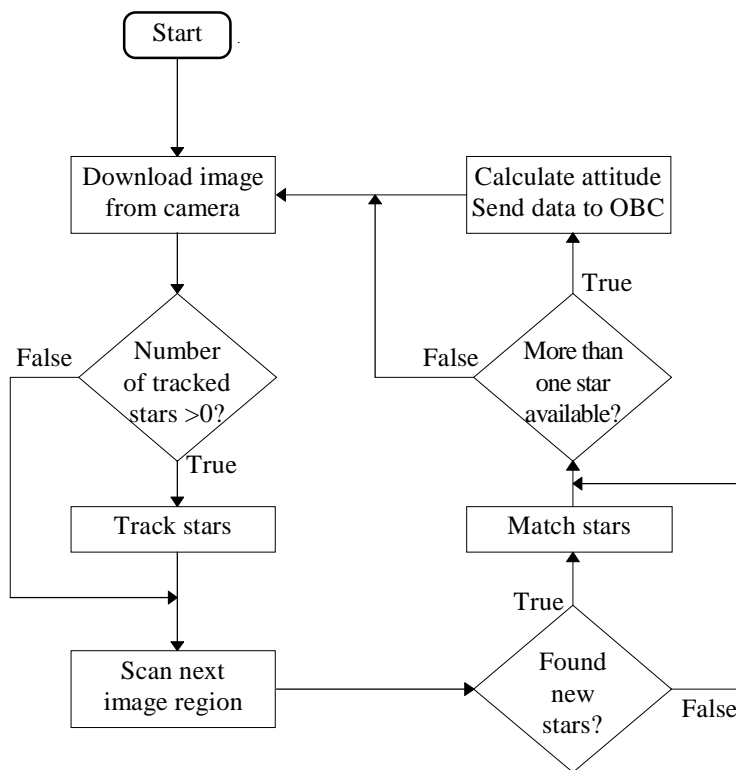 Start
Download image
from camera
Calculate attitude
Send data to OBC
True
False
Number
of tracked
stars >0?
False
More than
one star
available?
True
Track stars
Match stars
True
Scan next
image region
Found
new
stars?
False